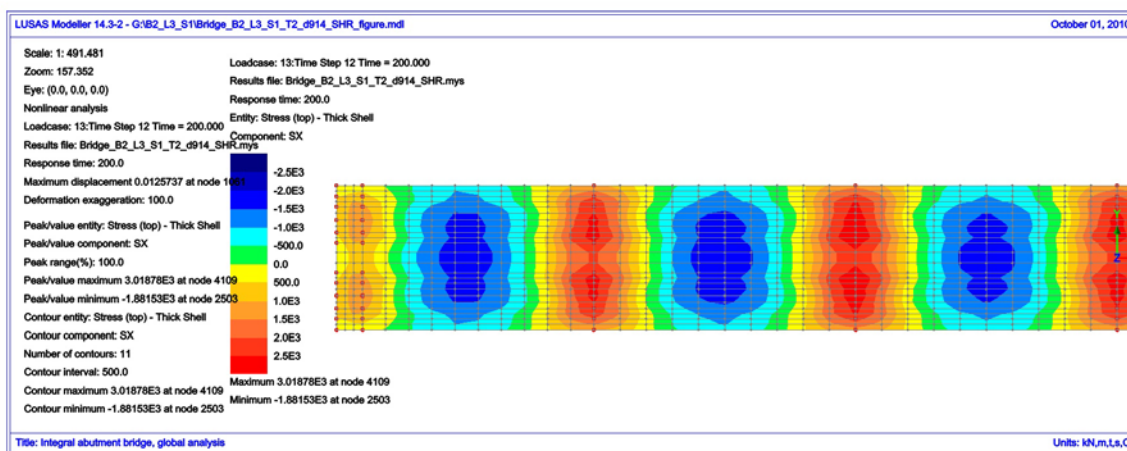 LUSAS Modeller 14.3-2 - G:\B2_L3_S1\Bridge_B2_L3_S1_T2_d914_SHR_figure.mdl
October 01, 2010
Scale: 1: 491.481
Zoom: 157.352
Eye: (0.0, 0.0, 0.0)
Nonlinear analysis
Loadcase: 13:Time Step 12 Time = 200.000
Results file: Bridge_B2_L3_S1_T2_d914_SHR.mys
Response time: 200.0
Maximum displacement 0.0125737 at node
Deformation exaggeration: 100.0
Peak/value entity: Stress (top) - Thick Shell
Peak/value component: SX
Peak range(%): 100.0
Peak/value maximum 3.01878E3 at node 4109
Peak/value minimum -1.88153E3 at node 2503
Contour entity: Stress (top) - Thick Shell
Contour component: SX
Number of contours: 11
Contour interval: 500.0
Contour maximum 3.01878E3 at node 4109
Contour minimum -1.88153E3 at node 2503
Loadcase: 13:Time Step 12 Time = 200.000
Results file: Bridge_B2_L3_S1_T2_d914_SHR.mys
Response time: 200.0
Entity: Stress (top) - Thick Shell
Component: SX
-2.5E3
-2.0E3
-1.5E3
-1.0E3
-500.0
0.0
500.0
1.0E3
1.5E3
2.0E3
2.5E3
Maximum 3.01878E3 at node 4109
Minimum -1.88153E3 at node 2503
Y
Z
Title: Integral abutment bridge, global analysis
Units: kN,m,t,s,C